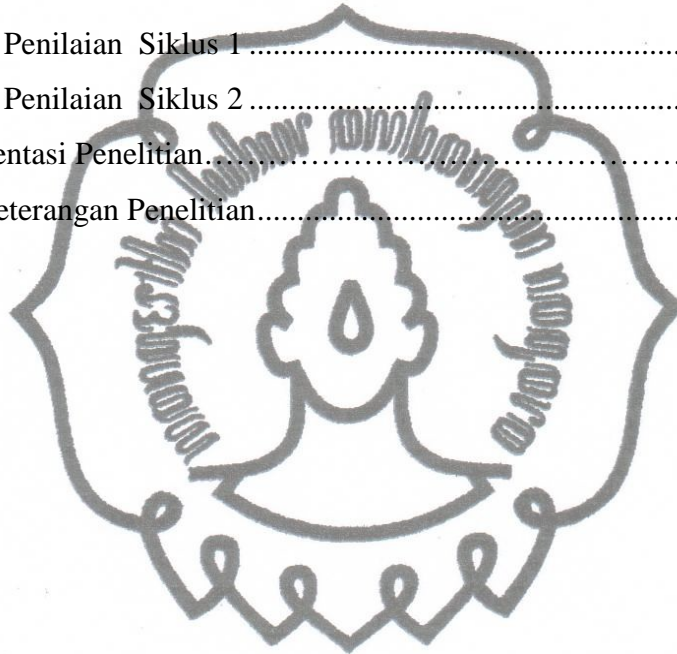 Penilaian Siklus 1 ..........................................................
Penilaian Siklus 2 ..........................................................
entasi Penelitian……………………………………………
eterangan Penelitian.........................................................